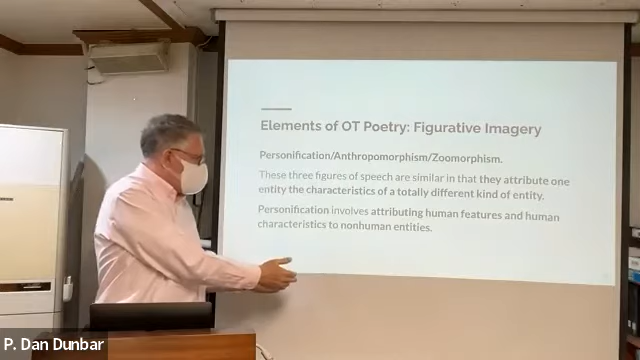 Elements of OT Poetry: Figurative Imagery
Personification/Anthropomorphism/Zoomorphism.
These three figures of speech are similar in that they attribute one
entity the characteristics of a totally different kind of entity.
Personification involves attributing human features and human
characteristics to nonhuman entities.
P. Dan Dunbar